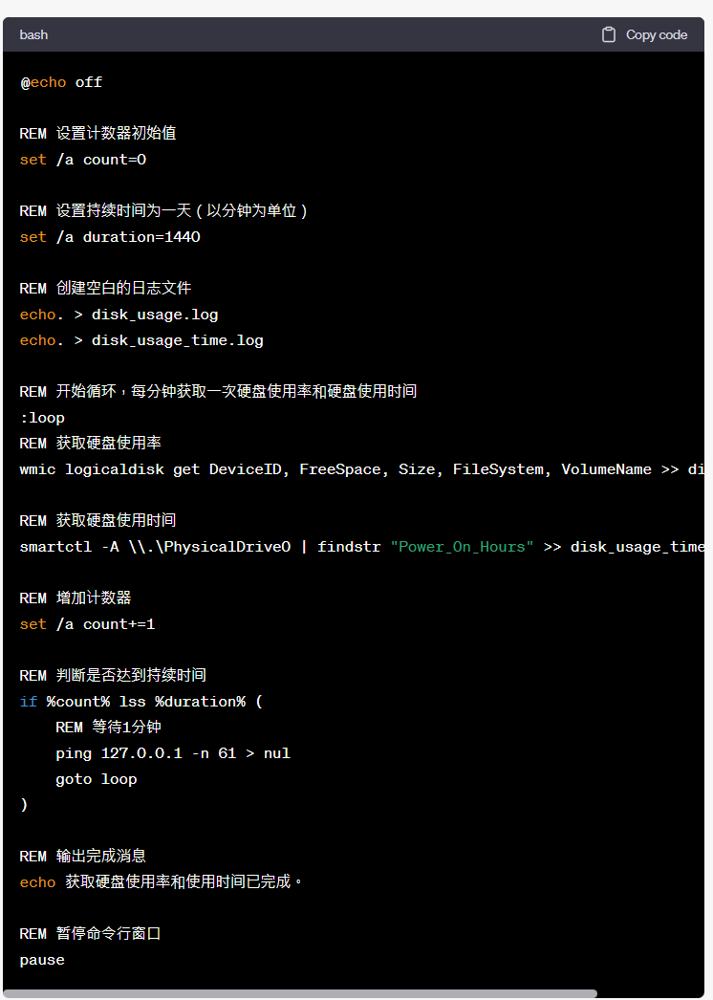 bash
Copy code
@echo off
REM 设置计数器初始值
set /a count=0
REM 设置持续时间为一天（以分钟为单位）
set /a duration=1440
REM 创建空白的日志文件
echo. > disk_usage.log
echo. > disk_usage_time.log
REM 开始循环，每分钟获取一次硬盘使用率和硬盘使用时间
:loop
REM 获取硬盘使用率
wmic logicaldisk get DeviceID, FreeSpace, Size, FileSystem, VolumeName >> di
REM 获取硬盘使用时间
smartctl -A \\.\PhysicalDrive0 | findstr "Power_On_Hours" >> disk_usage_time
REM 增加计数器
set /a count+=1
REM 判断是否达到持续时间
if %count% lss %duration% (
REM 等待1分钟
ping 127.0.0.1 -n 61 > nul
goto loop
)
REM 输出完成消息
echo 获取硬盘使用率和使用时间已完成。
REM 暂停命令行窗口
pause